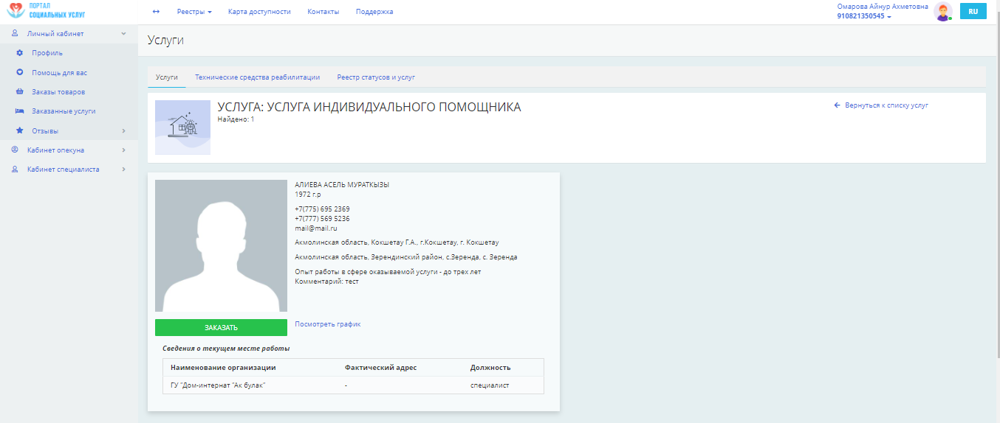 ПОРТАЛ
СОЦИАЛЬНЫХ УСЛУГ
Реестры
Карта доступности
Контакты
Поддержка
Омарова Айнур Ахметовна
910821350545
RU
Личный кабинет
Профиль
Помощь для вас
Заказы товаров
Заказанные услуги
Отзывы
Кабинет опекуна
Кабинет специалиста
Услуги
Услуги
Технические средства реабилитации
Реестр статусов и услуг
УСЛУГА: УСЛУГА ИНДИВИДУАЛЬНОГО ПОМОЩНИКА
Найдено: 1
Вернуться к списку услуг
АЛИЕВА АСЕЛЬ МУРАТКЫЗЫ
1972 г.р
+7(775) 695 2369
+7(777) 569 5236
mail@mail.ru
Акмолинская область, Кокшетау Г.А., г.Кокшетау, г. Кокшетау
Акмолинская область, Зерендинский район, с.Зеренда, с. Зеренда
Опыт работы в сфере оказываемой услуги - до трех лет
Комментарий: тест
ЗАКАЗАТЬ
Посмотреть график
Сведения о текущем месте работы
Наименование организации Фактический адрес Должность
ГУ "Дом-интернат "Ак булак" - специалист